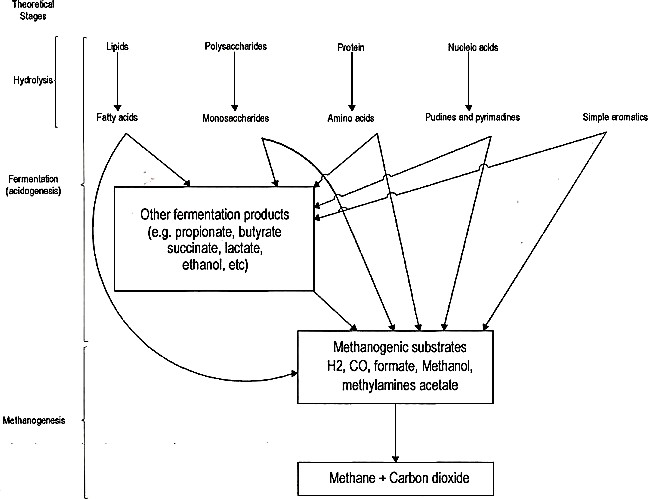 Theoretical
Stages
Lipids
Polysaccharides
Protein
Nucleic acids
Hydrolysis
Fatty acids
Monosaccharides
Amino acids
Pudines and pyrimadines
Simple aromatics
Fermentation
(acidogenesis)
Other fermentation products
(e.g. propionate, butyrate
succinate, lactate,
ethanol, etc)
Methanogenic substrates
H2, CO, formate, Methanol,
methylamines acetate
Methanogenesis
Methane + Carbon dioxide